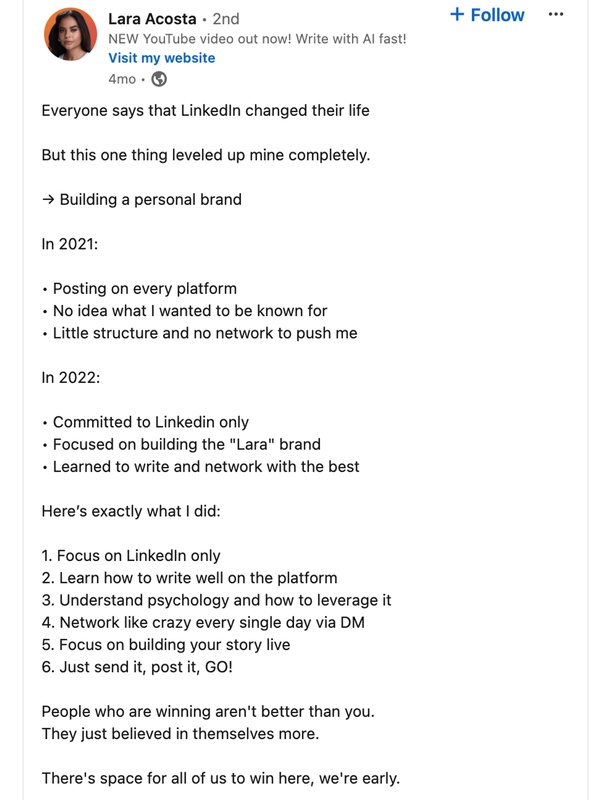 Lara Acosta • 2nd
+ Follow
...
NEW YouTube video out now! Write with AI fast!
Visit my website
4mo •
Everyone says that LinkedIn changed their life
But this one thing leveled up mine completely.
→ Building a personal brand
In 2021:
• Posting on every platform
• No idea what I wanted to be known for
• Little structure and no network to push me
In 2022:
• Committed to Linkedin only
• Focused on building the "Lara" brand
• Learned to write and network with the best
Here’s exactly what I did:
1. Focus on LinkedIn only
2. Learn how to write well on the platform
3. Understand psychology and how to leverage it
4. Network like crazy every single day via DM
5. Focus on building your story live
6. Just send it, post it, GO!
People who are winning aren't better than you.
They just believed in themselves more.
There's space for all of us to win here, we're early.